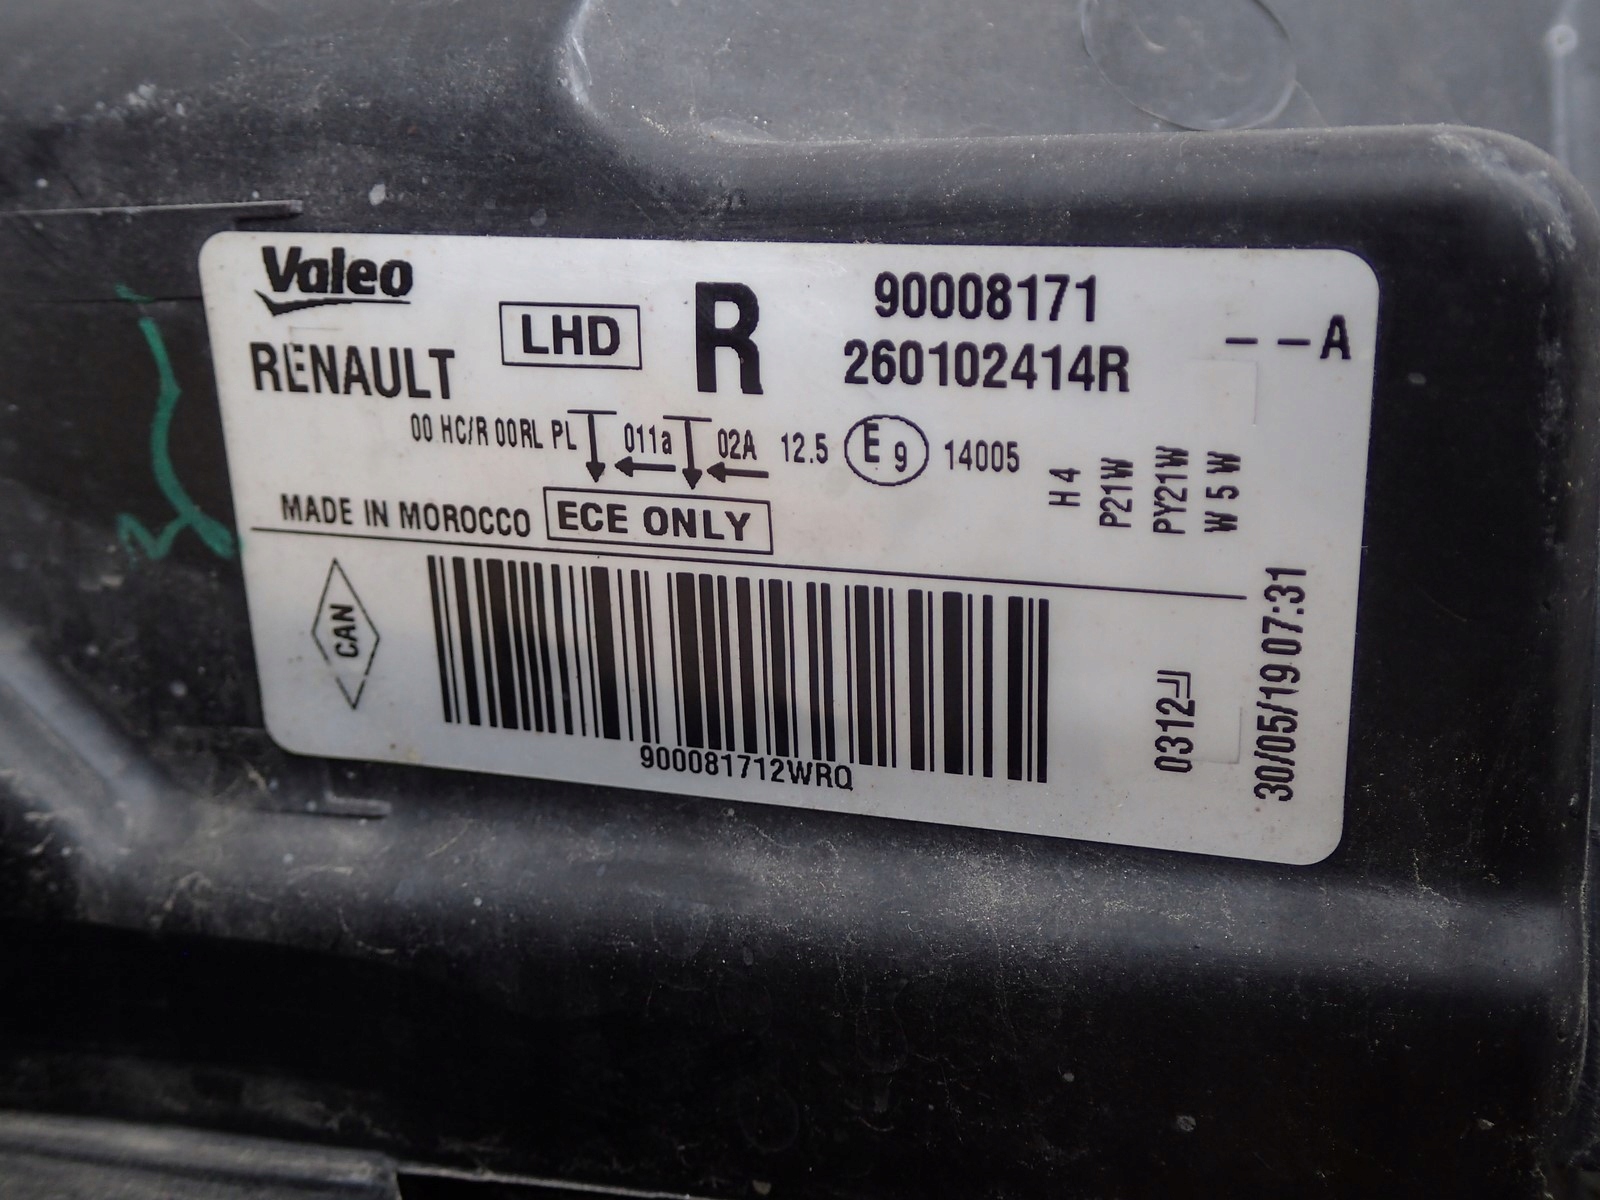 Valeo
RENAULT
LHD
R
90008171
260102414R
--A
00 HC/R 00RL PL 011a 02A 12.5 E9 14005
H4
P21W
PY21W
W5W
MADE IN MOROCCO
ECE ONLY
CAN
900081712WRQ
0312
30/05/19 07:31